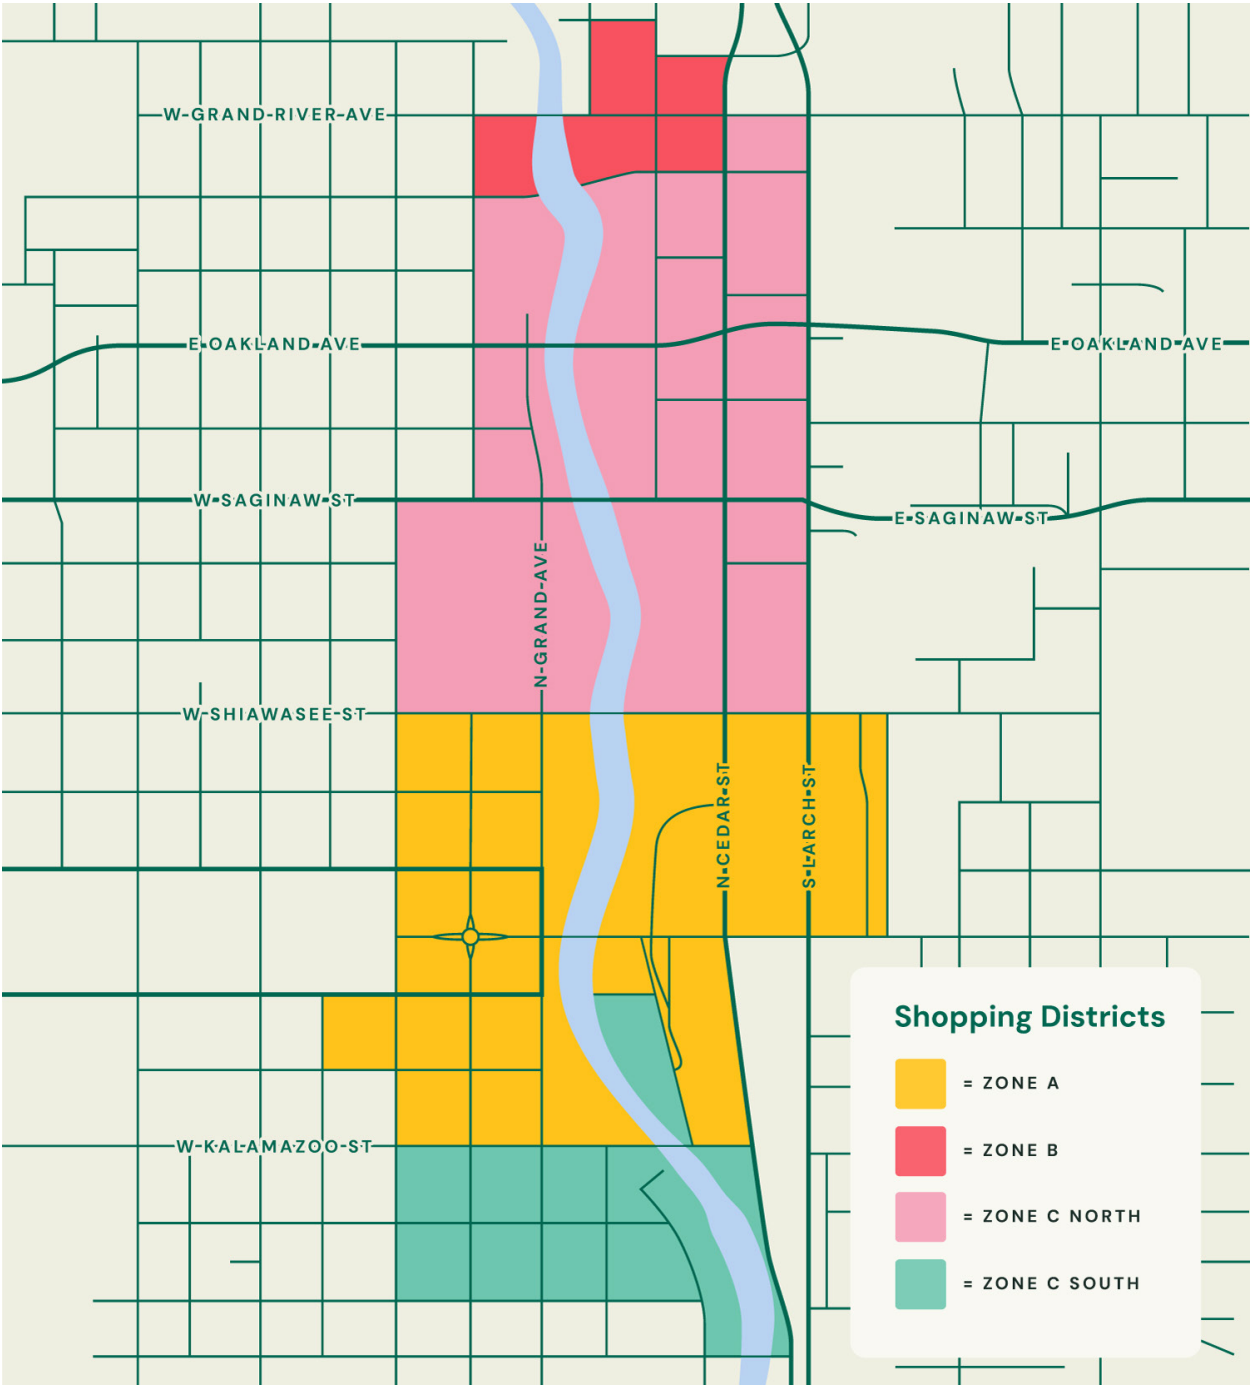 W GRAND RIVER AVE
E OAKLAND AVE
E OAKLAND AVE
W SAGINAW ST
E SAGINAW ST
N GRAND AVE
W SHIAWASEE ST
N CEDAR ST
S LARCH ST
W KALAMAZOO ST
Shopping Districts
= ZONE A
= ZONE B
= ZONE C NORTH
= ZONE C SOUTH